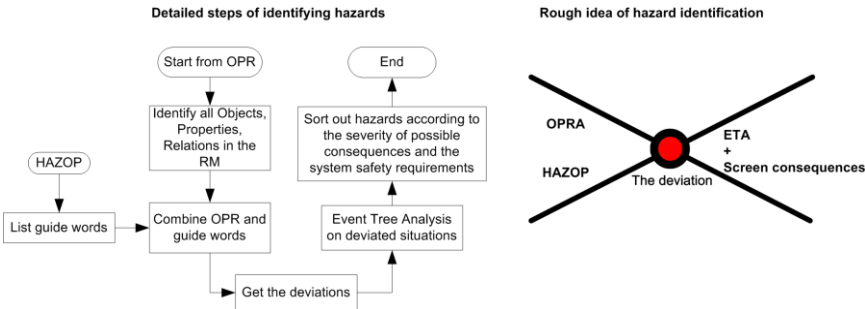 Detailed steps of identifying hazards
Start from OPR
Identify all Objects,
Properties,
Relations in the
RM
HAZOP
List guide words
Combine OPR and
guide words
Get the deviations
Event Tree Analysis
on deviated situations
Sort out hazards according to
the severity of possible
consequences and the
system safety requirements
End
Rough idea of hazard identification
OPRA
HAZOP
The deviation
ETA
+
Screen consequences